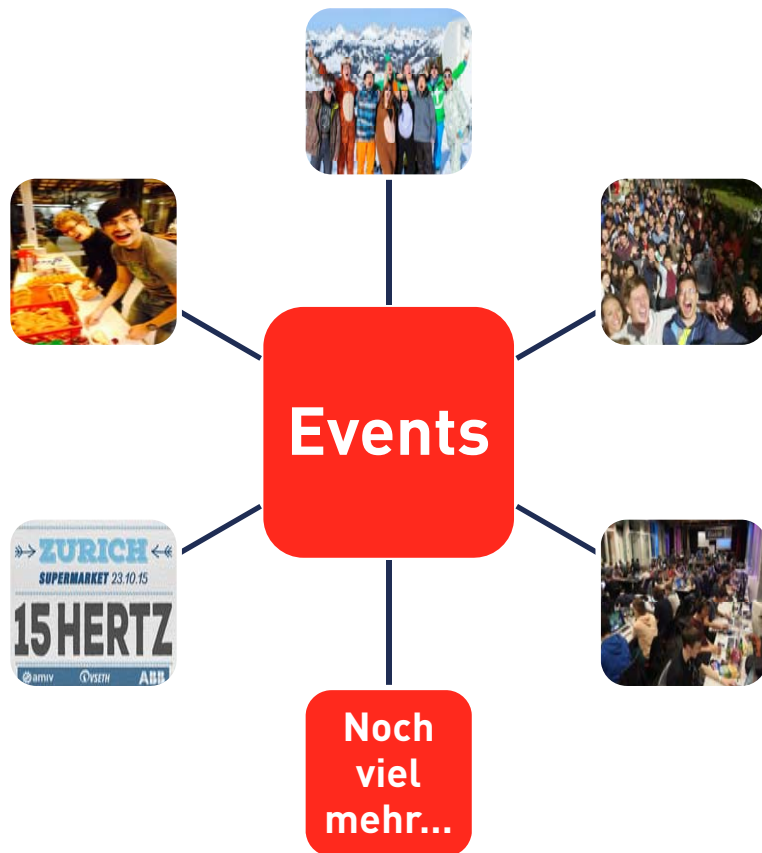 Events
ZURICH
SUPERMARKET 23.10.15
15 HERTZ
amiv VSETH ABB
Noch
viel
mehr...